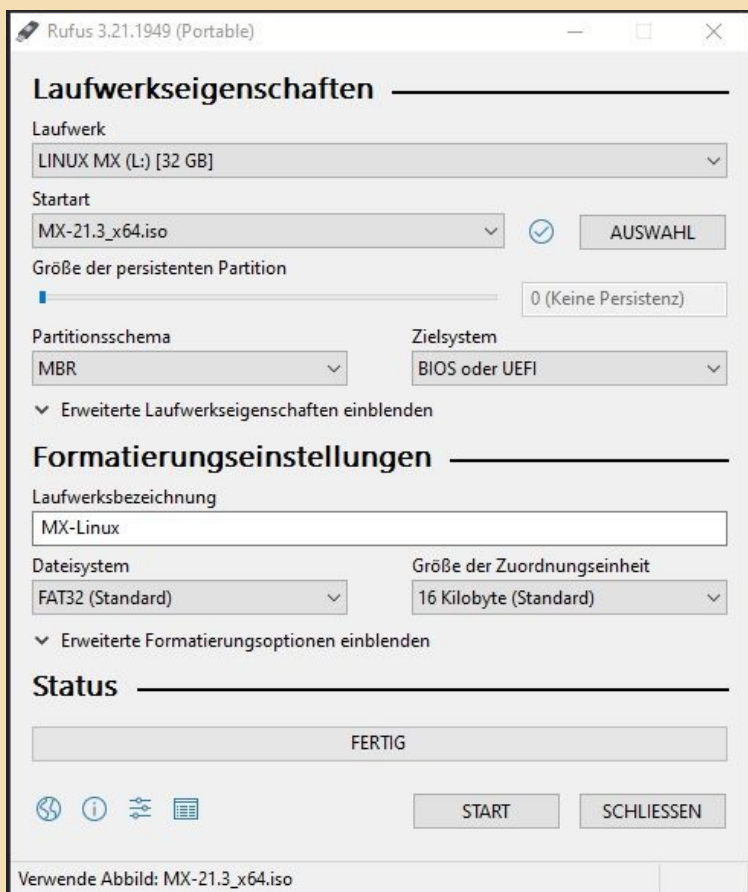 Rufus 3.21.1949 (Portable)
Laufwerkseigenschaften
Laufwerk
LINUX MX (L:) [32 GB]
Startart
MX-21.3_x64.iso
AUSWAHL
Größe der persistenten Partition
0 (Keine Persistenz)
Partitionsschema
Zielsystem
MBR
BIOS oder UEFI
Erweiterte Laufwerkseigenschaften einblenden
Formatierungseinstellungen
Laufwerksbezeichnung
MX-Linux
Dateisystem
Größe der Zuordnungseinheit
FAT32 (Standard)
16 Kilobyte (Standard)
Erweiterte Formatierungsoptionen einblenden
Status
FERTIG
START
SCHLIESSEN
Verwende Abbild: MX-21.3_x64.iso